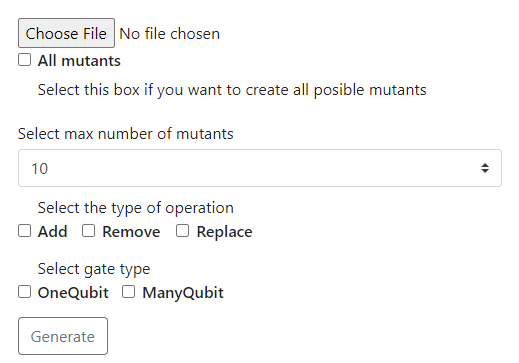 Choose File No file chosen
All mutants
Select this box if you want to create all posible mutants
Select max number of mutants
10
Select the type of operation
Add Remove Replace
Select gate type
OneQubit ManyQubit
Generate